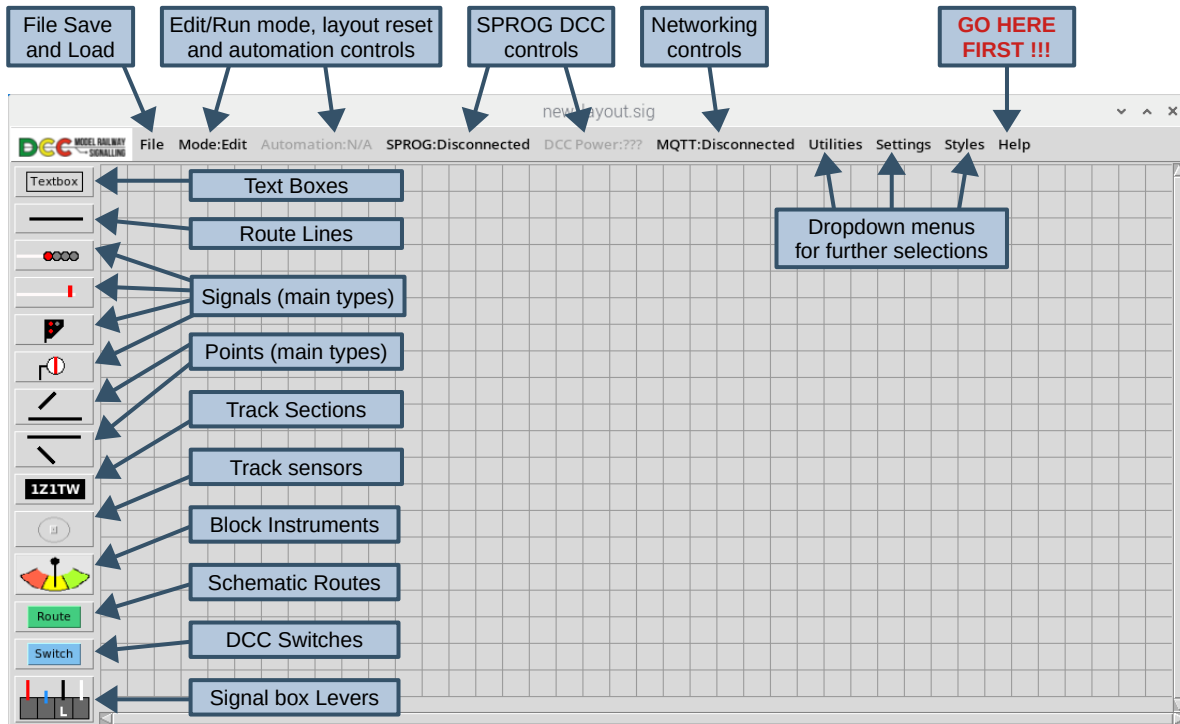 File Save
and Load
Edit/Run mode, layout reset
and automation controls
SPROG DCC
controls
Networking
controls
GO HERE
FIRST !!!
DCC MODEL RAILWAY
SIGNALLING
File Mode:Edit Automation:N/A SPROG:Disconnected DCC Power:??? MQTT:Disconnected Utilities Settings Styles Help
Textbox
Text Boxes
Route Lines
Dropdown menus
for further selections
Signals (main types)
Points (main types)
Track Sections
Track sensors
1Z1TW
Block Instruments
Schematic Routes
Route
DCC Switches
Switch
Signal box Levers
L